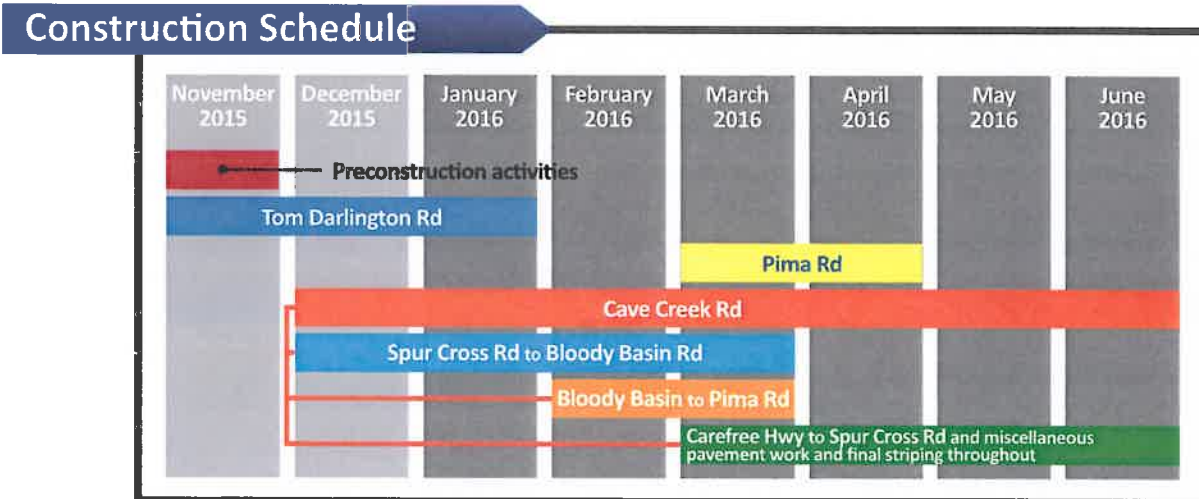 Construction Schedule
November 2015
December 2015
January 2016
February 2016
March 2016
April 2016
May 2016
June 2016
Preconstruction activities
Tom Darlington Rd
Pima Rd
Cave Creek Rd
Spur Cross Rd to Bloody Basin Rd
Bloody Basin to Pima Rd
Carefree Hwy to Spur Cross Rd and miscellaneous
pavement work and final striping throughout